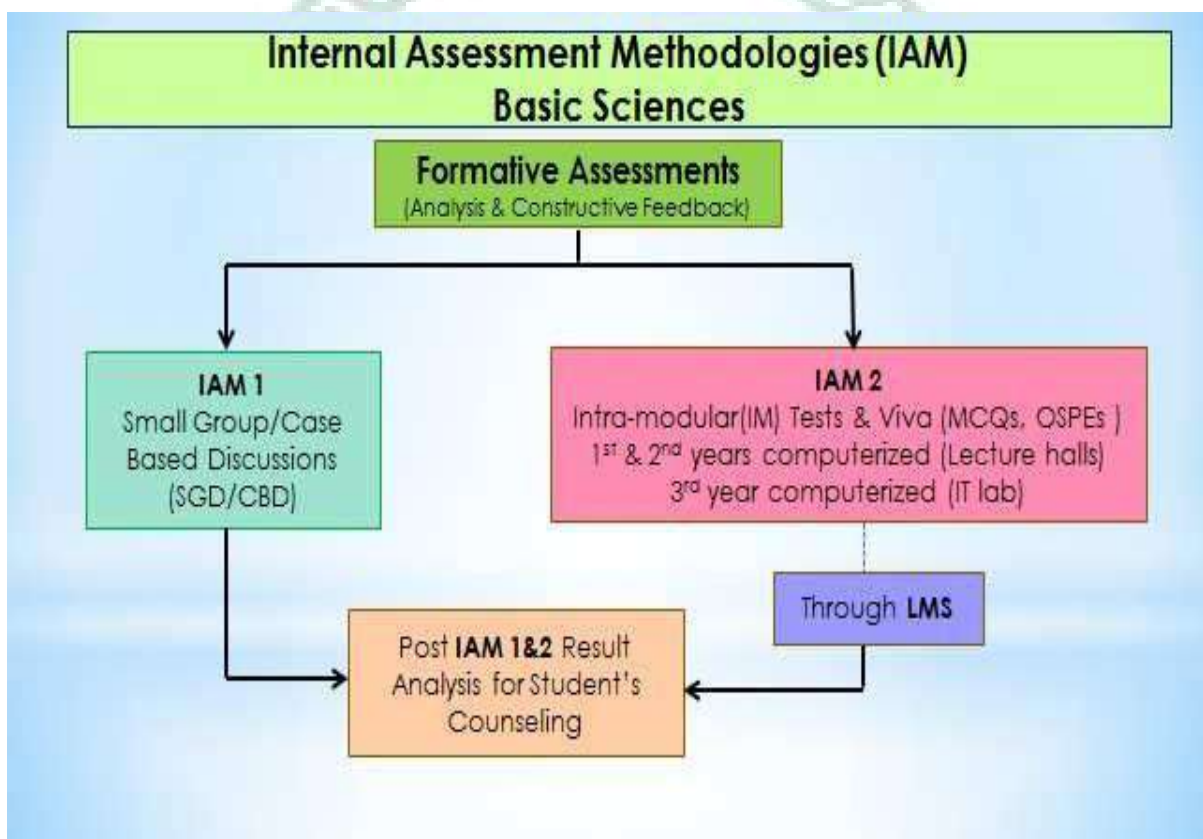 Internal Assessment Methodologies (IAM)
Basic Sciences
Formative Assessments
(Analysis & Constructive Feedback)
IAM 1
Small Group/Case
Based Discussions
(SGD/CBD)
IAM 2
Intra-modular(IM) Tests & Viva (MCQs, OSPEs )
1st & 2nd years computerized (Lecture halls)
3rd year computerized (IT lab)
Through LMS
Post IAM 1&2 Result
Analysis for Student's
Counseling